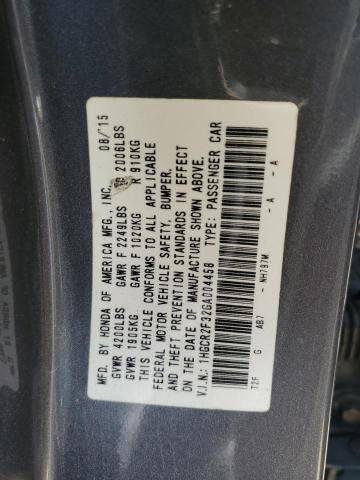 MFD. BY HONDA OF AMERICA MFG., INC. 08/'15
GVWR 4200LBS GAWR F 2249LBS 2006LBS
GVWR 1905KG GAWR F 1020KG R 910KG
THIS VEHICLE CONFORMS TO ALL APPLICABLE
FEDERAL MOTOR VEHICLE SAFETY, BUMPER,
AND THEFT PREVENTION STANDARDS IN EFFECT
ON THE DATE OF MANUFACTURE SHOWN ABOVE.
V.I.N.: 1HGCR2F32GA004458 TYPE: PASSENGER CAR
T2F G AB7 - NH797M - A - A